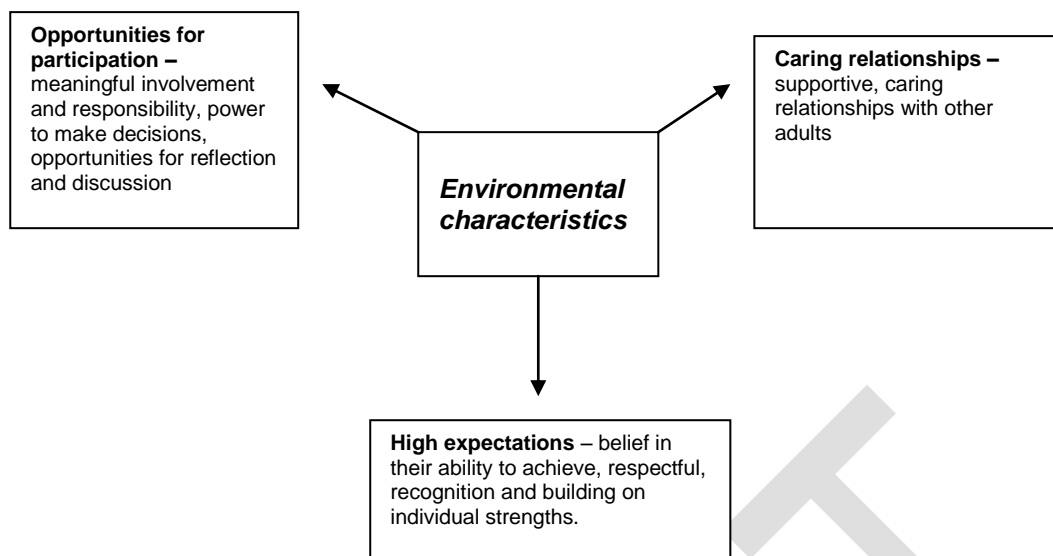 Opportunities for
participation –
meaningful involvement
and responsibility, power
to make decisions,
opportunities for reflection
and discussion
Caring relationships –
supportive, caring
relationships with other
adults
Environmental
characteristics
High expectations – belief in
their ability to achieve, respectful,
recognition and building on
individual strengths.